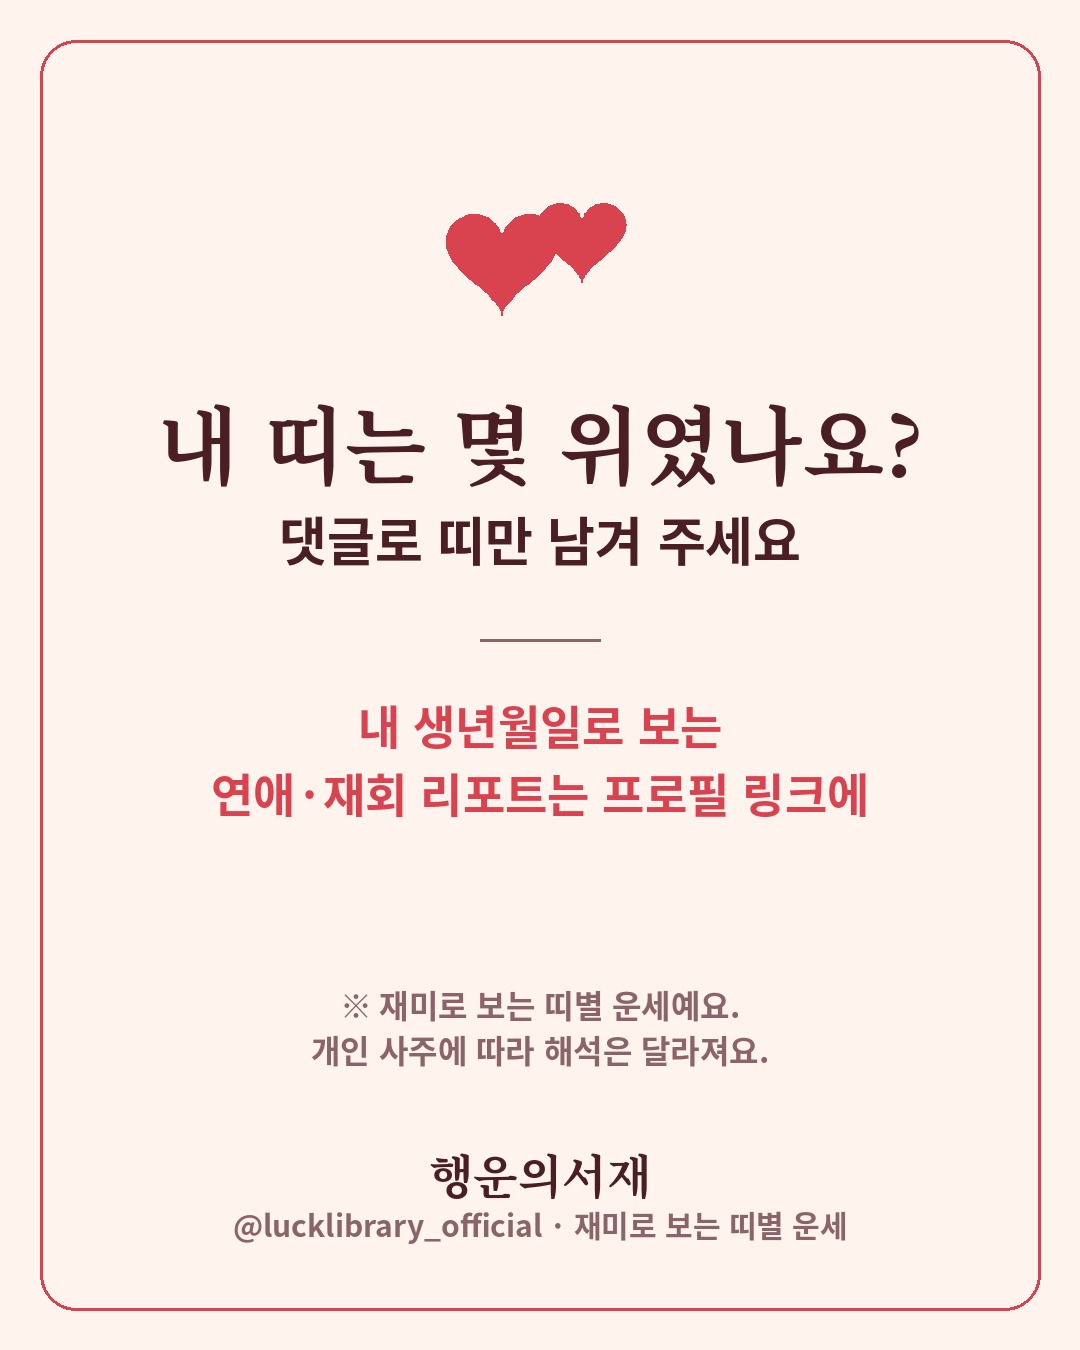 내 띠는 몇 위였나요?
댓글로 띠만 남겨 주세요
내 생년월일로 보는
연애·재회 리포트는 프로필 링크에
※ 재미로 보는 띠별 운세예요.
개인 사주에 따라 해석은 달라져요.
행운의서재
@lucklibrary_official · 재미로 보는 띠별 운세